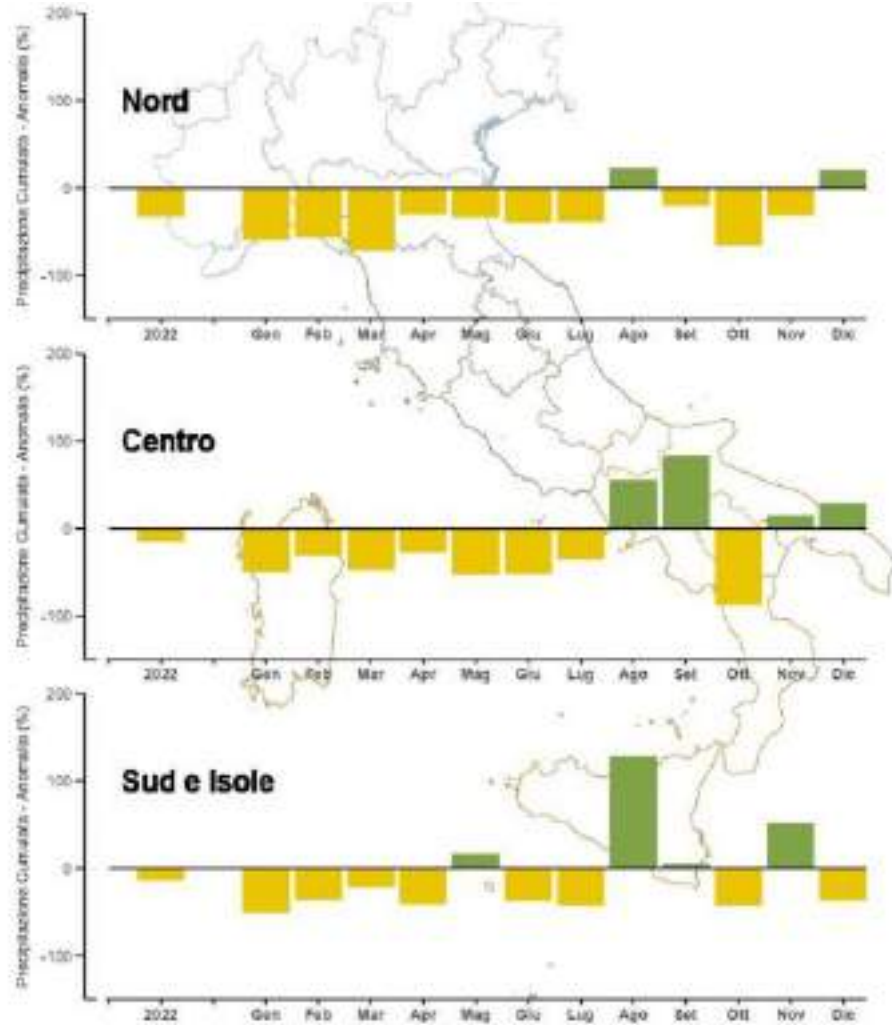 Precipitazione Cumulata - Anomalia (%)
200
100
0
-100
Nord
2022 Gen Feb Mar Apr Mag Giu Lug Ago Set Ott Nov Dic
Precipitazione Cumulata - Anomalia (%)
200
100
0
-100
Centro
2022 Gen Feb Mar Apr Mag Giu Lug Ago Set Ott Nov Dic
Precipitazione Cumulata - Anomalia (%)
200
100
0
-100
Sud e Isole
2022 Gen Feb Mar Apr Mag Giu Lug Ago Set Ott Nov Dic